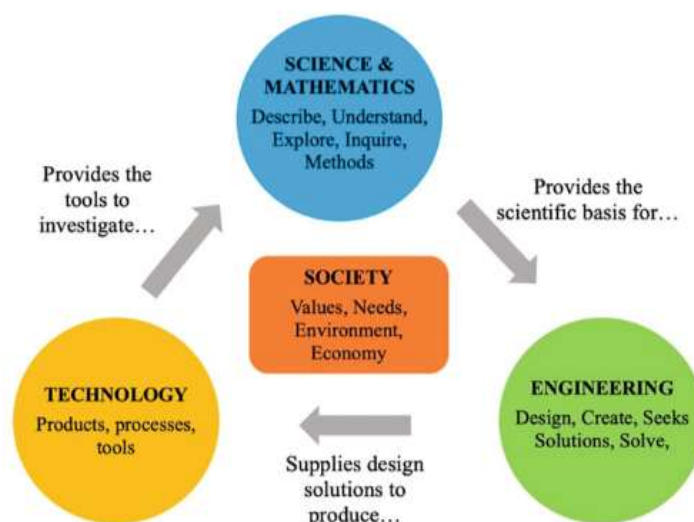 SCIENCE &
MATHEMATICS
Describe, Understand,
Explore, Inquire,
Methods
Provides the
tools to
investigate…
Provides the
scientific basis for…
SOCIETY
Values, Needs,
Environment,
Economy
TECHNOLOGY
Products, processes,
tools
ENGINEERING
Design, Create, Seeks
Solutions, Solve,
Supplies design
solutions to
produce…